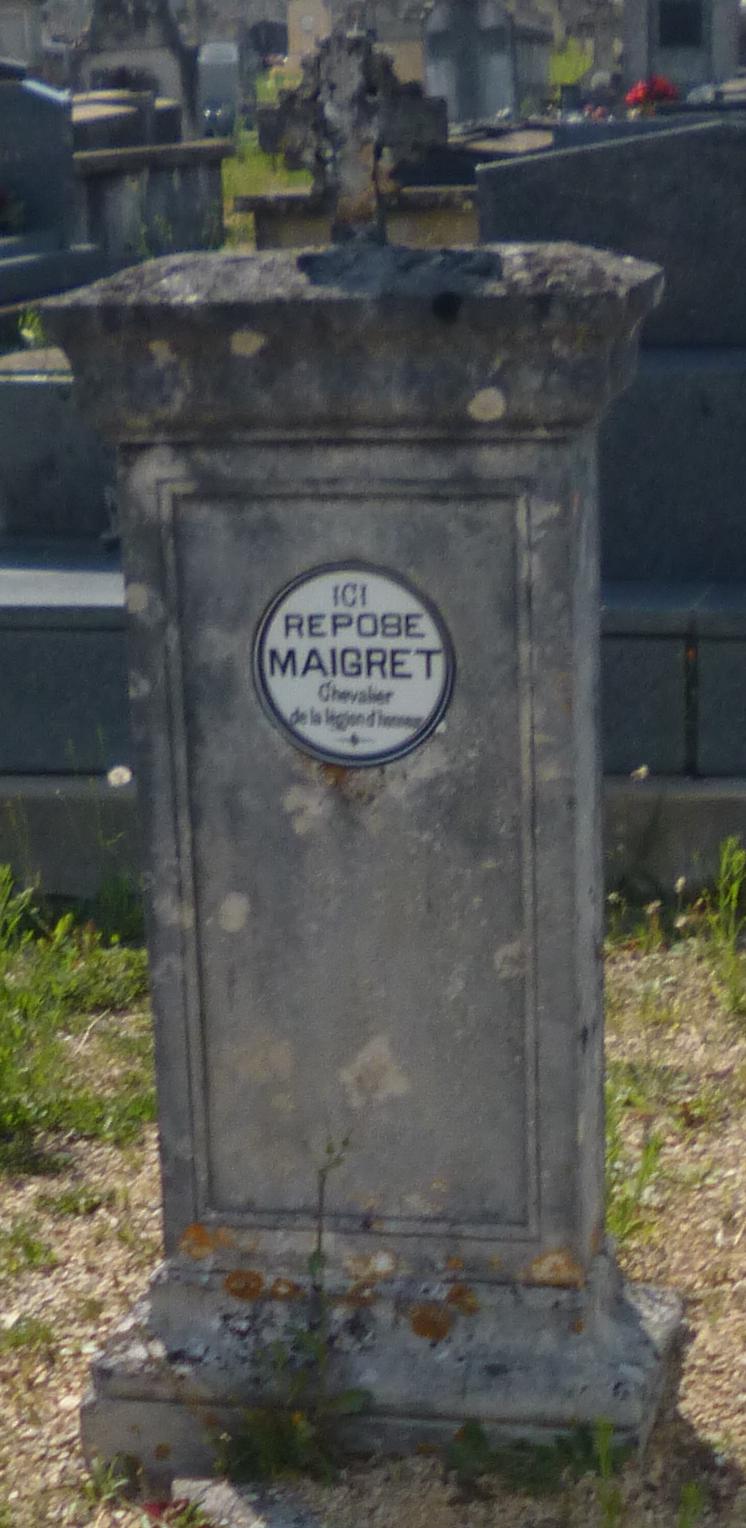 ICI
REPOSE
MAIGRET
Chevalier
de la légion d'honneur